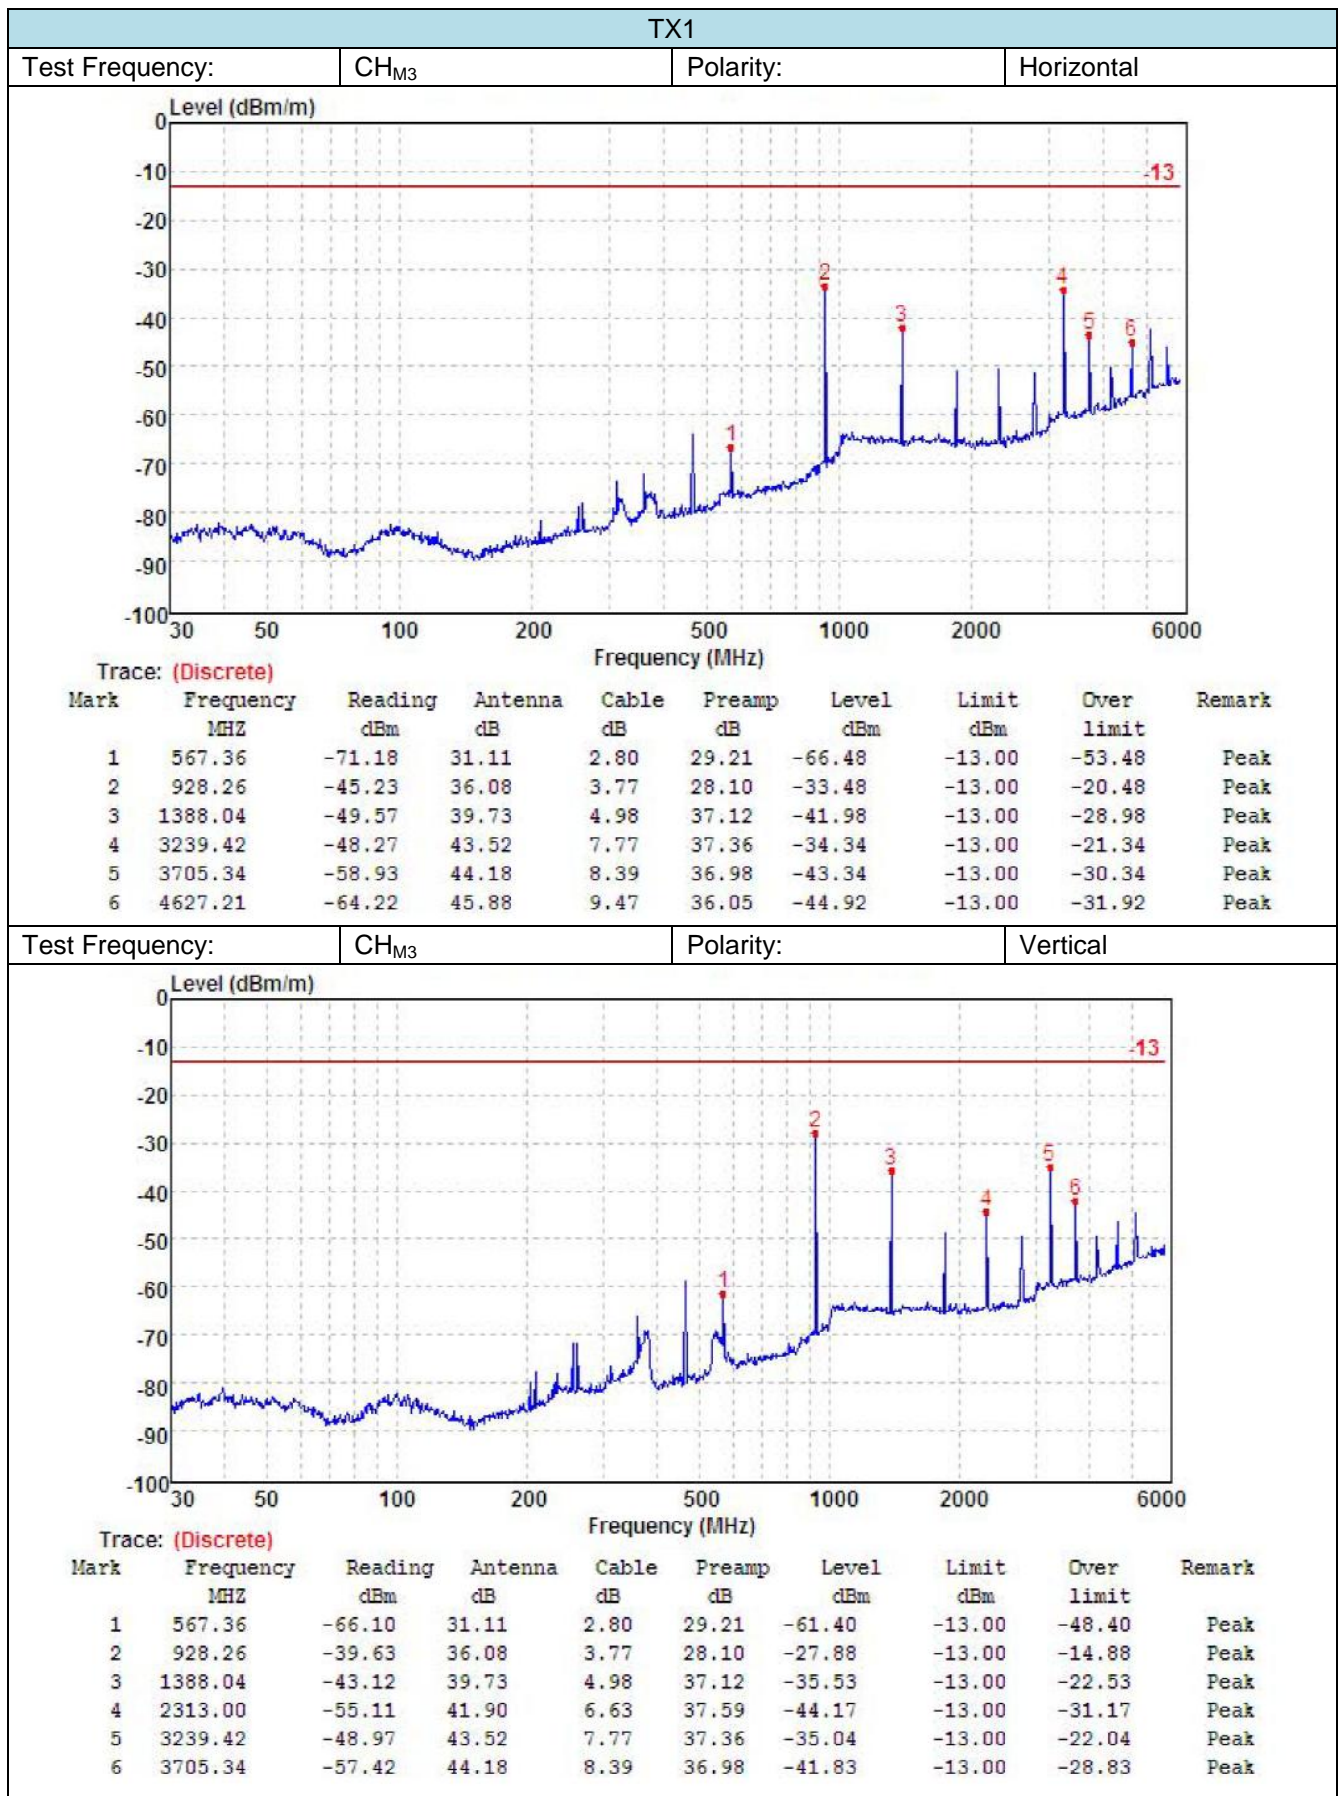 TX1
Test Frequency: CHM3 Polarity: Horizontal
Level (dBm/m)
0
-10
-13
-20
-30
2
4
-40
3
5
6
-50
-60
1
-70
-80
-90
-100
30 50 100 200 500 1000 2000 6000
Frequency (MHz)
Trace: (Discrete)
Mark Frequency Reading Antenna Cable Preamp Level Limit Over Remark
MHZ dBm dB dB dB dBm dBm limit
1 567.36 -71.18 31.11 2.80 29.21 -66.48 -13.00 -53.48 Peak
2 928.26 -45.23 36.08 3.77 28.10 -33.48 -13.00 -20.48 Peak
3 1388.04 -49.57 39.73 4.98 37.12 -41.98 -13.00 -28.98 Peak
4 3239.42 -48.27 43.52 7.77 37.36 -34.34 -13.00 -21.34 Peak
5 3705.34 -58.93 44.18 8.39 36.98 -43.34 -13.00 -30.34 Peak
6 4627.21 -64.22 45.88 9.47 36.05 -44.92 -13.00 -31.92 Peak
Test Frequency: CHM3 Polarity: Vertical
Level (dBm/m)
0
-10
-13
-20
2
-30
3
5
-40
4
6
-50
-60
1
-70
-80
-90
-100
30 50 100 200 500 1000 2000 6000
Frequency (MHz)
Trace: (Discrete)
Mark Frequency Reading Antenna Cable Preamp Level Limit Over Remark
MHZ dBm dB dB dB dBm dBm limit
1 567.36 -66.10 31.11 2.80 29.21 -61.40 -13.00 -48.40 Peak
2 928.26 -39.63 36.08 3.77 28.10 -27.88 -13.00 -14.88 Peak
3 1388.04 -43.12 39.73 4.98 37.12 -35.53 -13.00 -22.53 Peak
4 2313.00 -55.11 41.90 6.63 37.59 -44.17 -13.00 -31.17 Peak
5 3239.42 -48.97 43.52 7.77 37.36 -35.04 -13.00 -22.04 Peak
6 3705.34 -57.42 44.18 8.39 36.98 -41.83 -13.00 -28.83 Peak